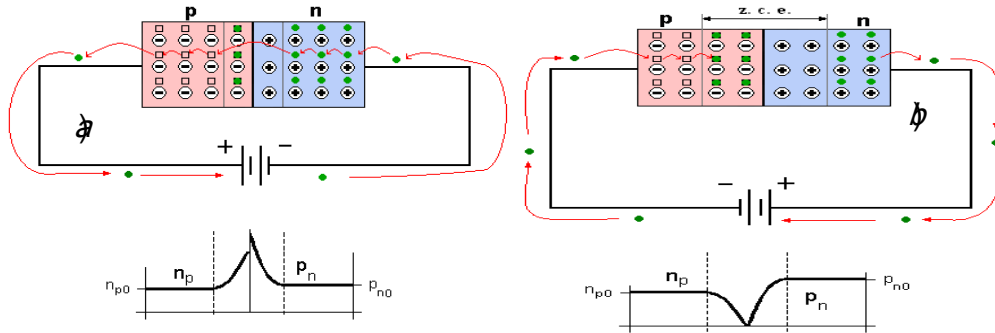 p n
+ −
a)
n_p p_n
n_p0 p_n0
p z. c. e. n
− +
b)
n_p p_n
n_p0 p_n0